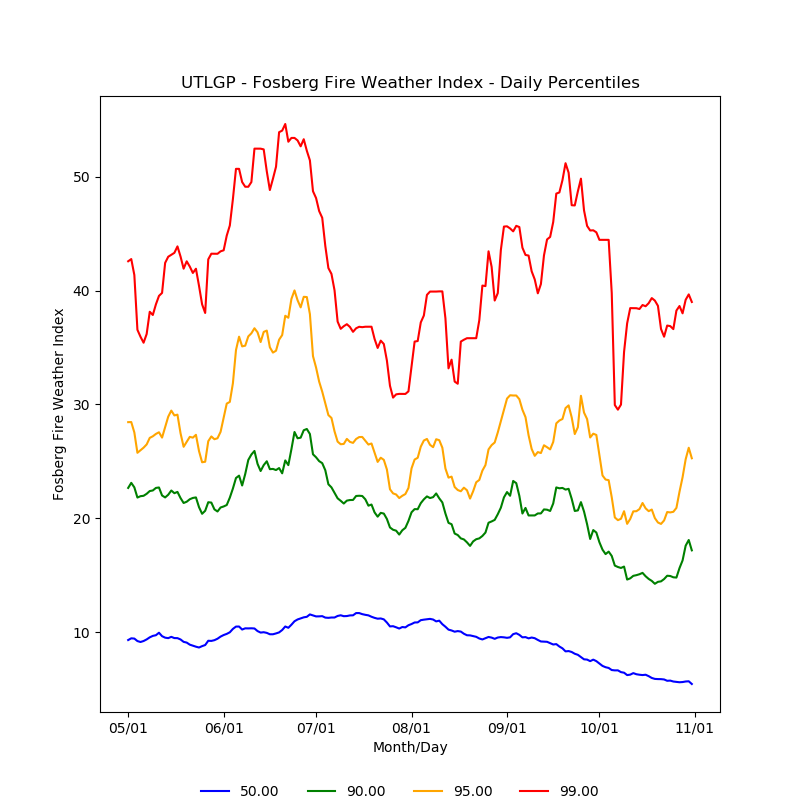 UTLGP - Fosberg Fire Weather Index - Daily Percentiles
50
40
30
20
10
Fosberg Fire Weather Index
05/01 06/01 07/01 08/01 09/01 10/01 11/01
Month/Day
50.00 90.00 95.00 99.00